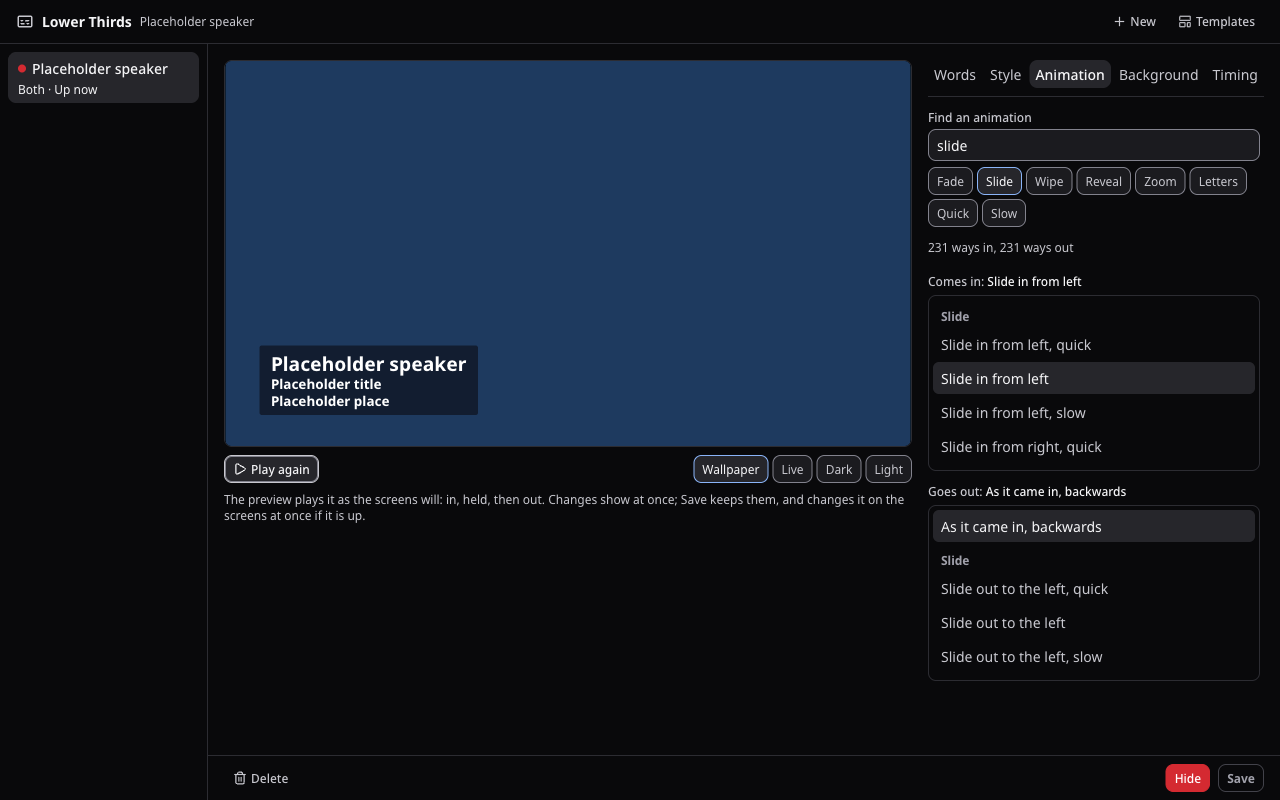 Lower Thirds Placeholder speaker
New
Templates
Placeholder speaker
Both · Up now
Placeholder speaker
Placeholder title
Placeholder place
Play again
Wallpaper
Live
Dark
Light
The preview plays it as the screens will: in, held, then out. Changes show at once; Save keeps them, and changes it on the
screens at once if it is up.
Words
Style
Animation
Background
Timing
Find an animation
slide
Fade
Slide
Wipe
Reveal
Zoom
Letters
Quick
Slow
231 ways in, 231 ways out
Comes in: Slide in from left
Slide
Slide in from left, quick
Slide in from left
Slide in from left, slow
Slide in from right, quick
Goes out: As it came in, backwards
As it came in, backwards
Slide
Slide out to the left, quick
Slide out to the left
Slide out to the left, slow
Delete
Hide
Save